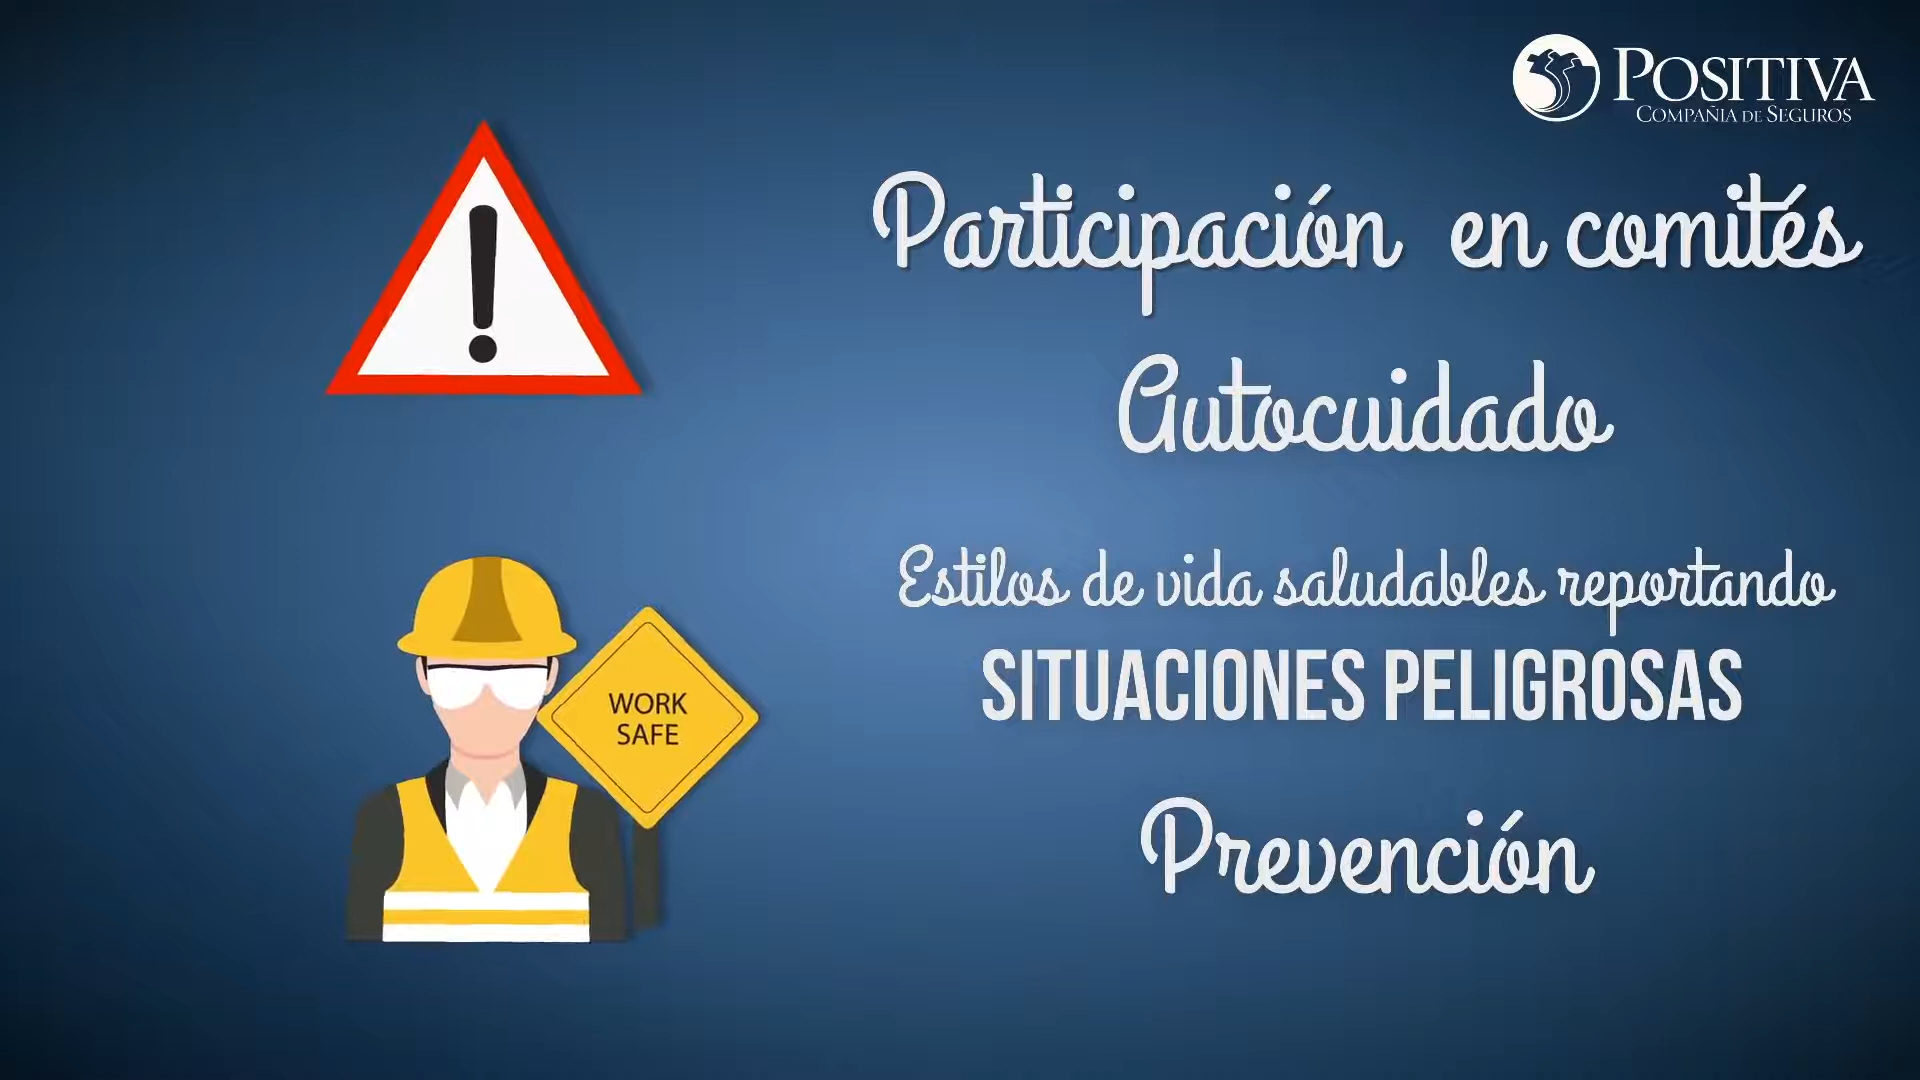 POSITIVA
COMPAÑIA DE SEGUROS
Participación en comités
Autocuidado
Estilos de vida saludables reportando
SITUACIONES PELIGROSAS
WORK
SAFE
Prevención